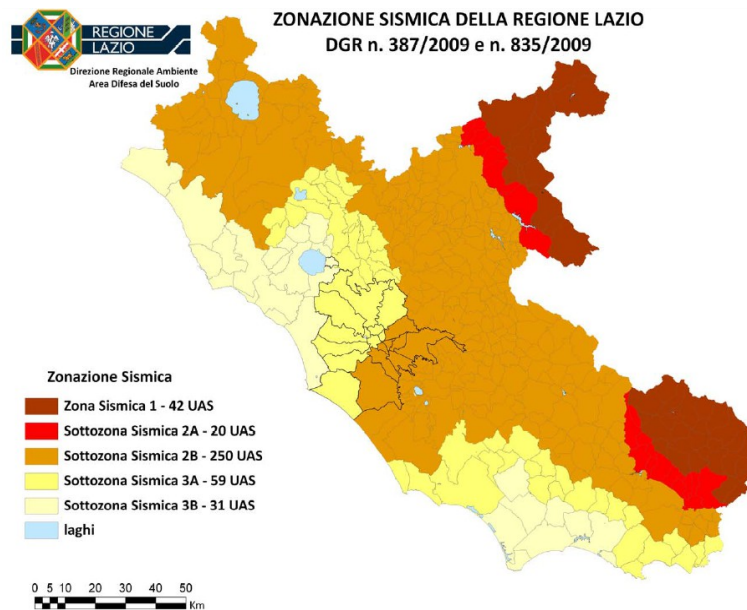 REGIONE
LAZIO
Direzione Regionale Ambiente
Area Difesa del Suolo
ZONAZIONE SISMICA DELLA REGIONE LAZIO
DGR n. 387/2009 e n. 835/2009
Zonazione Sismica
Zona Sismica 1 - 42 UAS
Sottozona Sismica 2A - 20 UAS
Sottozona Sismica 2B - 250 UAS
Sottozona Sismica 3A - 59 UAS
Sottozona Sismica 3B - 31 UAS
laghi
0 5 10 20 30 40 50
Km